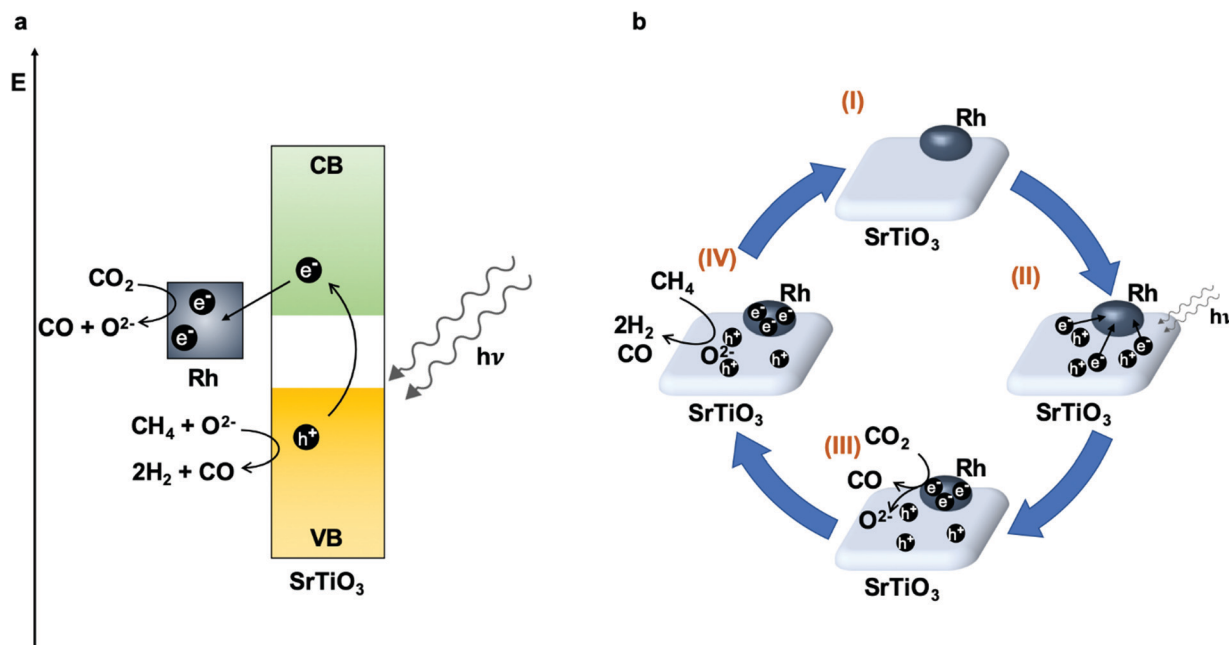 a
E
CB
e⁻
CO₂
e⁻
CO + O²⁻
e⁻
Rh
hν
CH₄ + O²⁻
h⁺
2H₂ + CO
VB
SrTiO₃
b
(I)
Rh
SrTiO₃
(II)
Rh
hν
e⁻
h⁺
e⁻
h⁺
e⁻
h⁺
SrTiO₃
(III)
CO₂
Rh
CO
e⁻
e⁻
e⁻
O²⁻
h⁺
h⁺
h⁺
SrTiO₃
(IV)
CH₄
Rh
2H₂
e⁻
e⁻
e⁻
CO
h⁺
O²⁻
h⁺
h⁺
SrTiO₃